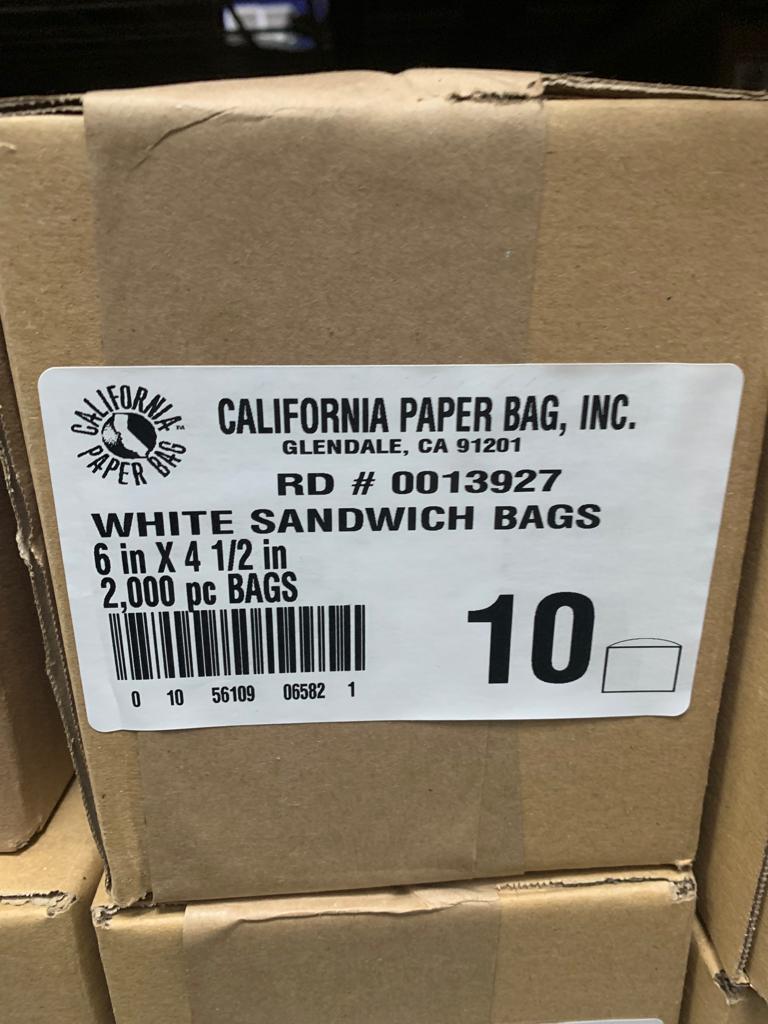 CALIFORNIA PAPER BAG ™
CALIFORNIA PAPER BAG, INC.
GLENDALE, CA 91201
RD # 0013927
WHITE SANDWICH BAGS
6 in X 4 1/2 in
2,000 pc BAGS
10
0 10 56109 06582 1